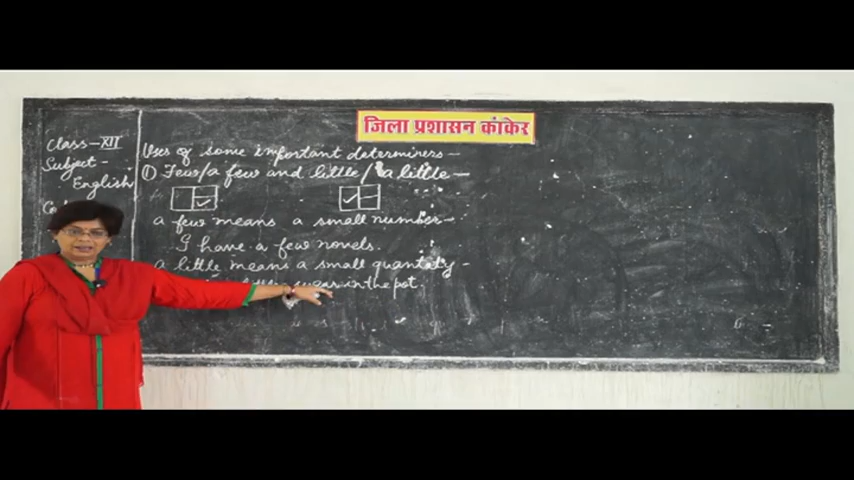 जिला प्रशासन कांकेर
Class-XII
Subject-
English
Uses of some important determiners-
① Few/a few and little/a little-
a few means a small number-
I have a few novels.
a little means a small quantity-
sugar in the pot.